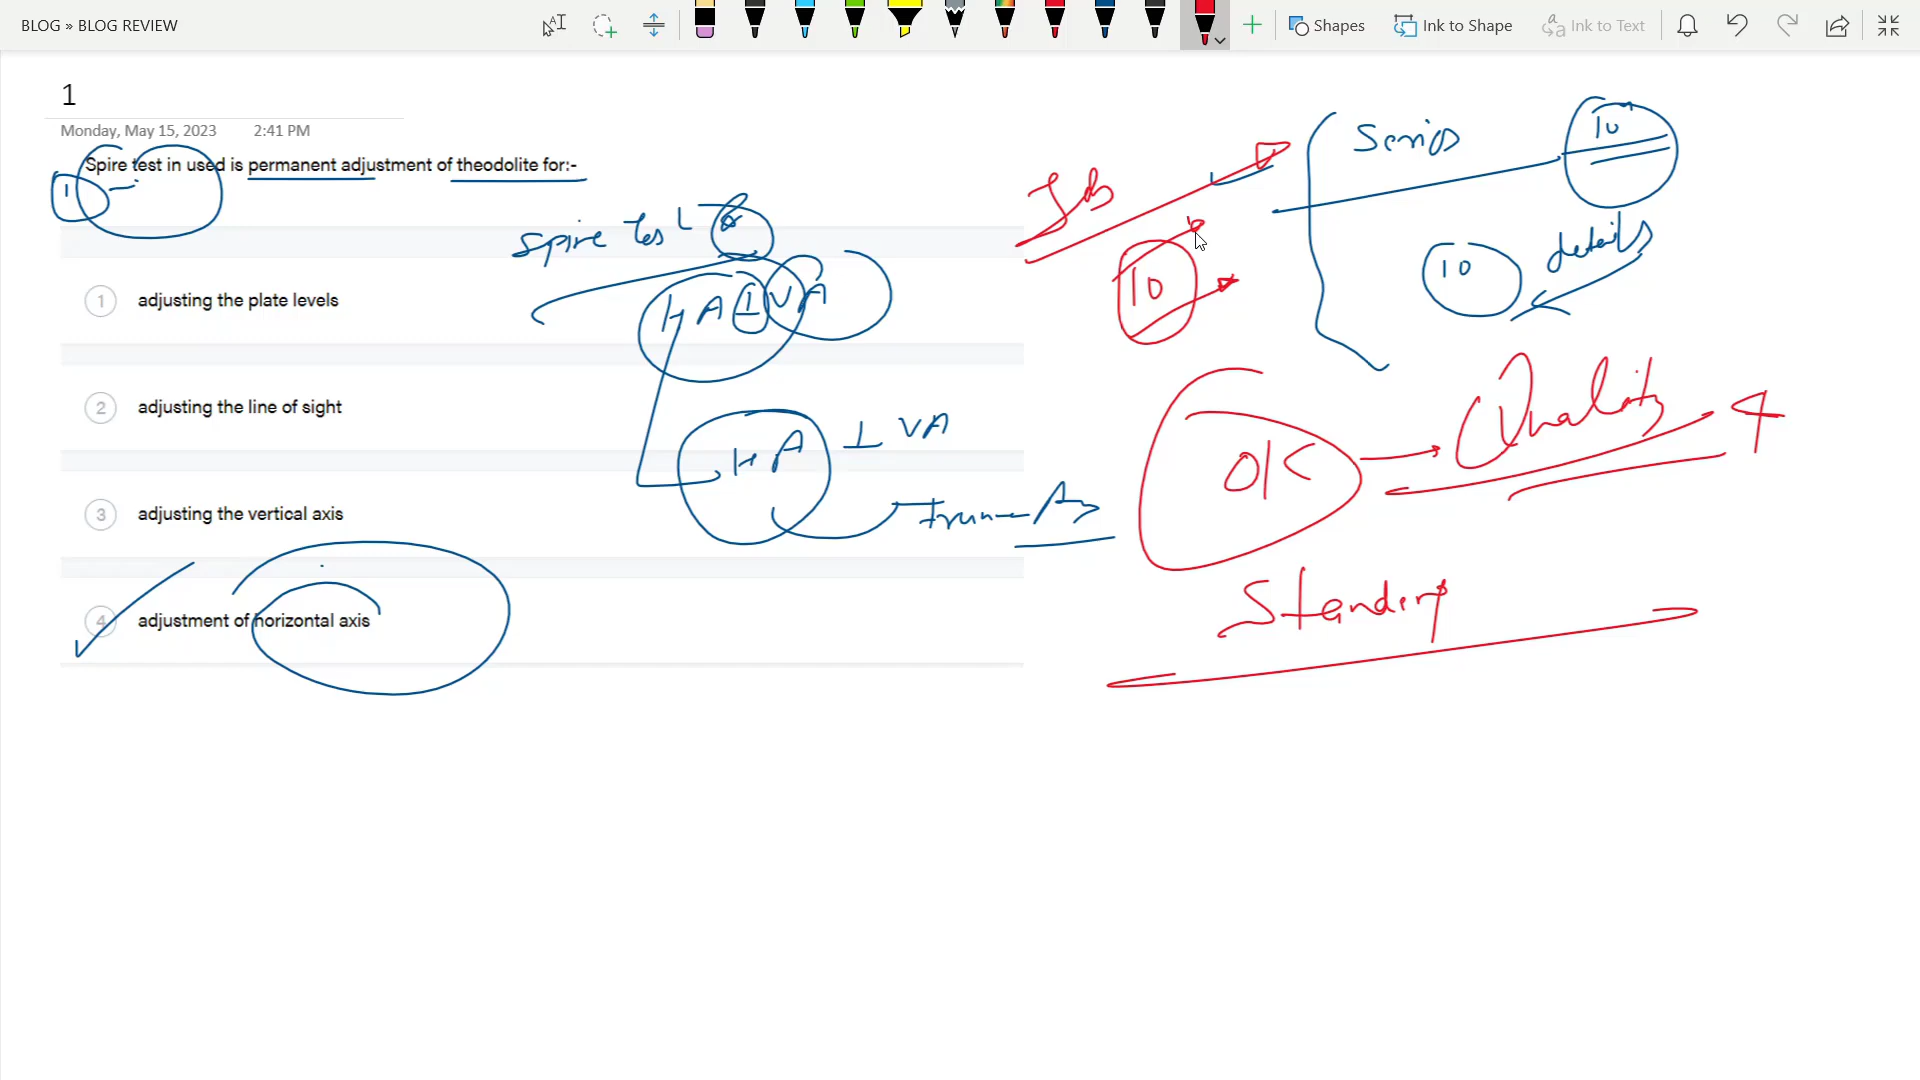 BLOG » BLOG REVIEW
Shapes
Ink to Shape
Ink to Text
1
Monday, May 15, 2023 2:41 PM
Spire test in used is permanent adjustment of theodolite for:-
1
Spire test
HA ⊥ VA
1 adjusting the plate levels
2 adjusting the line of sight
HA ⊥ VA
3 adjusting the vertical axis
4 adjustment of horizontal axis
Job
10
Series
10
10 details
OK
Quality